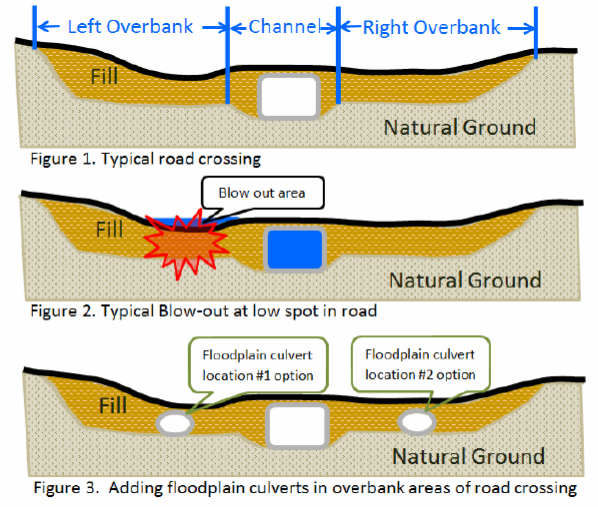 Left Overbank Channel Right Overbank
Fill
Natural Ground
Figure 1. Typical road crossing
Blow out area
Fill
Natural Ground
Figure 2. Typical Blow-out at low spot in road
Floodplain culvert
location #1 option
Floodplain culvert
location #2 option
Fill
Natural Ground
Figure 3. Adding floodplain culverts in overbank areas of road crossing